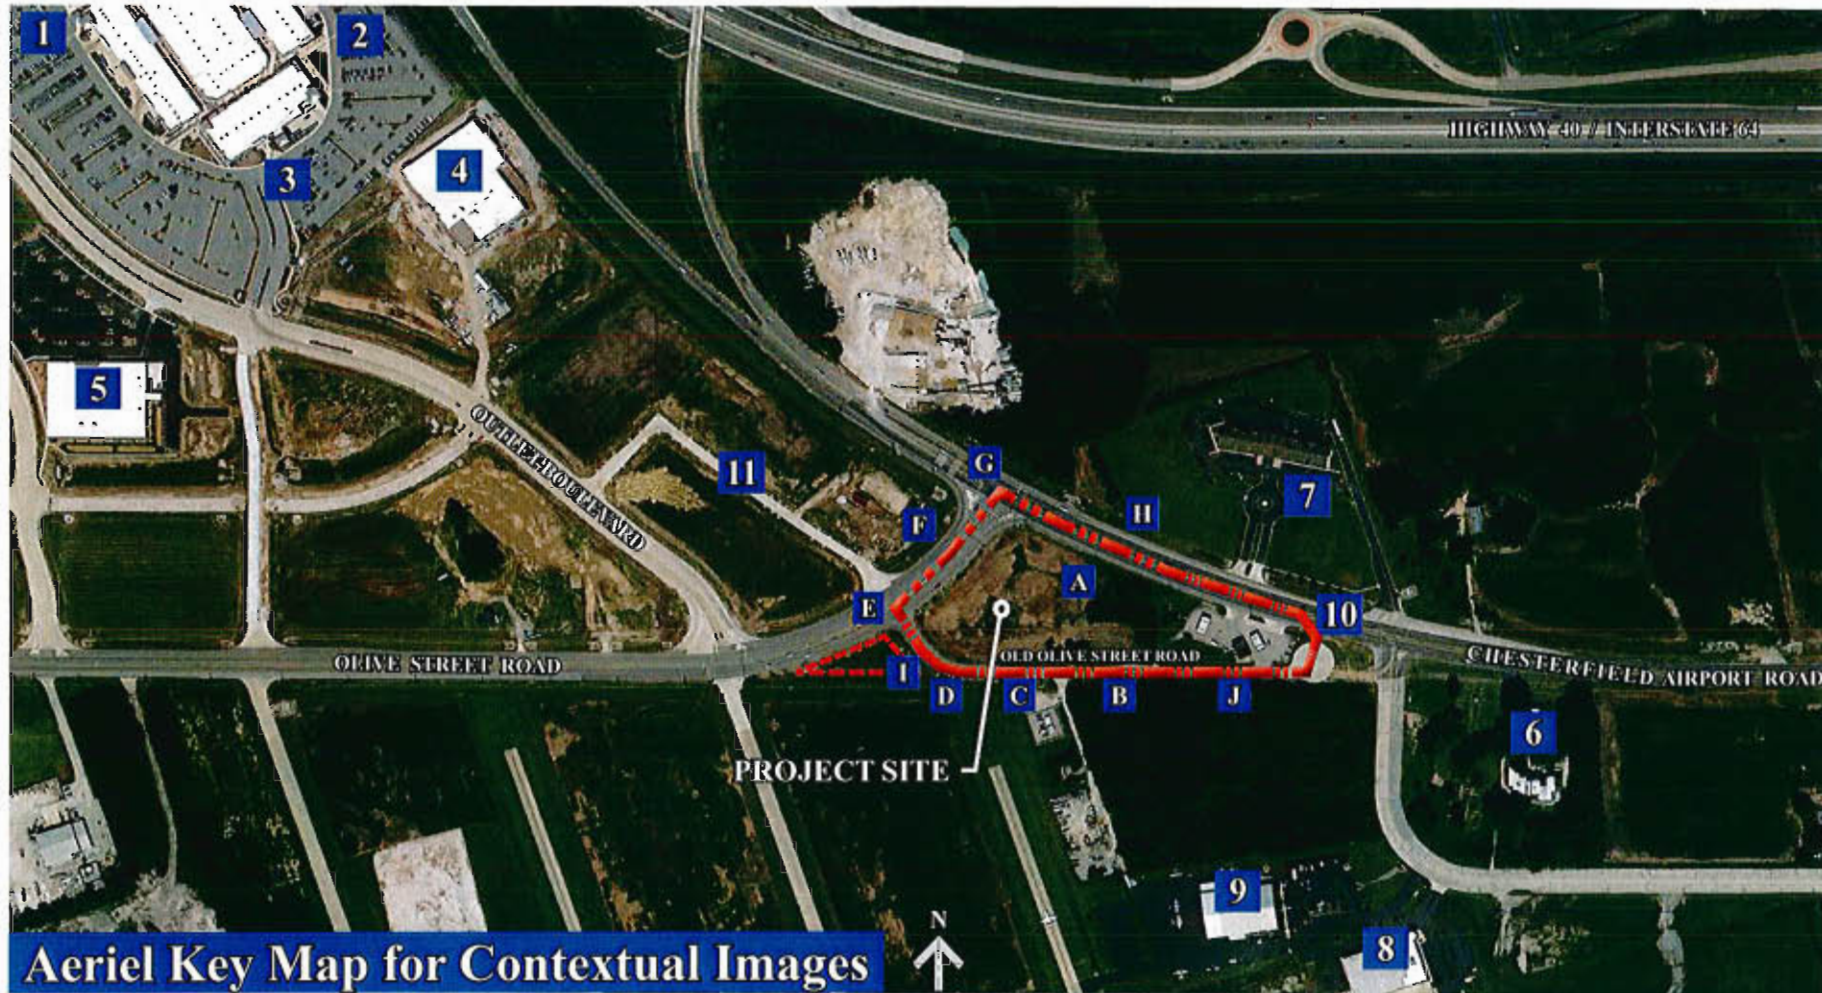 1
2
HIGHWAY 40 / INTERSTATE 64
3
4
5
OUTLET BOULEVARD
11
G
7
F
H
A
E
10
OLIVE STREET ROAD
OLD OLIVE STREET ROAD
CHESTERFIELD AIRPORT ROAD
I
D
C
B
J
6
PROJECT SITE
9
N
8
Aeriel Key Map for Contextual Images